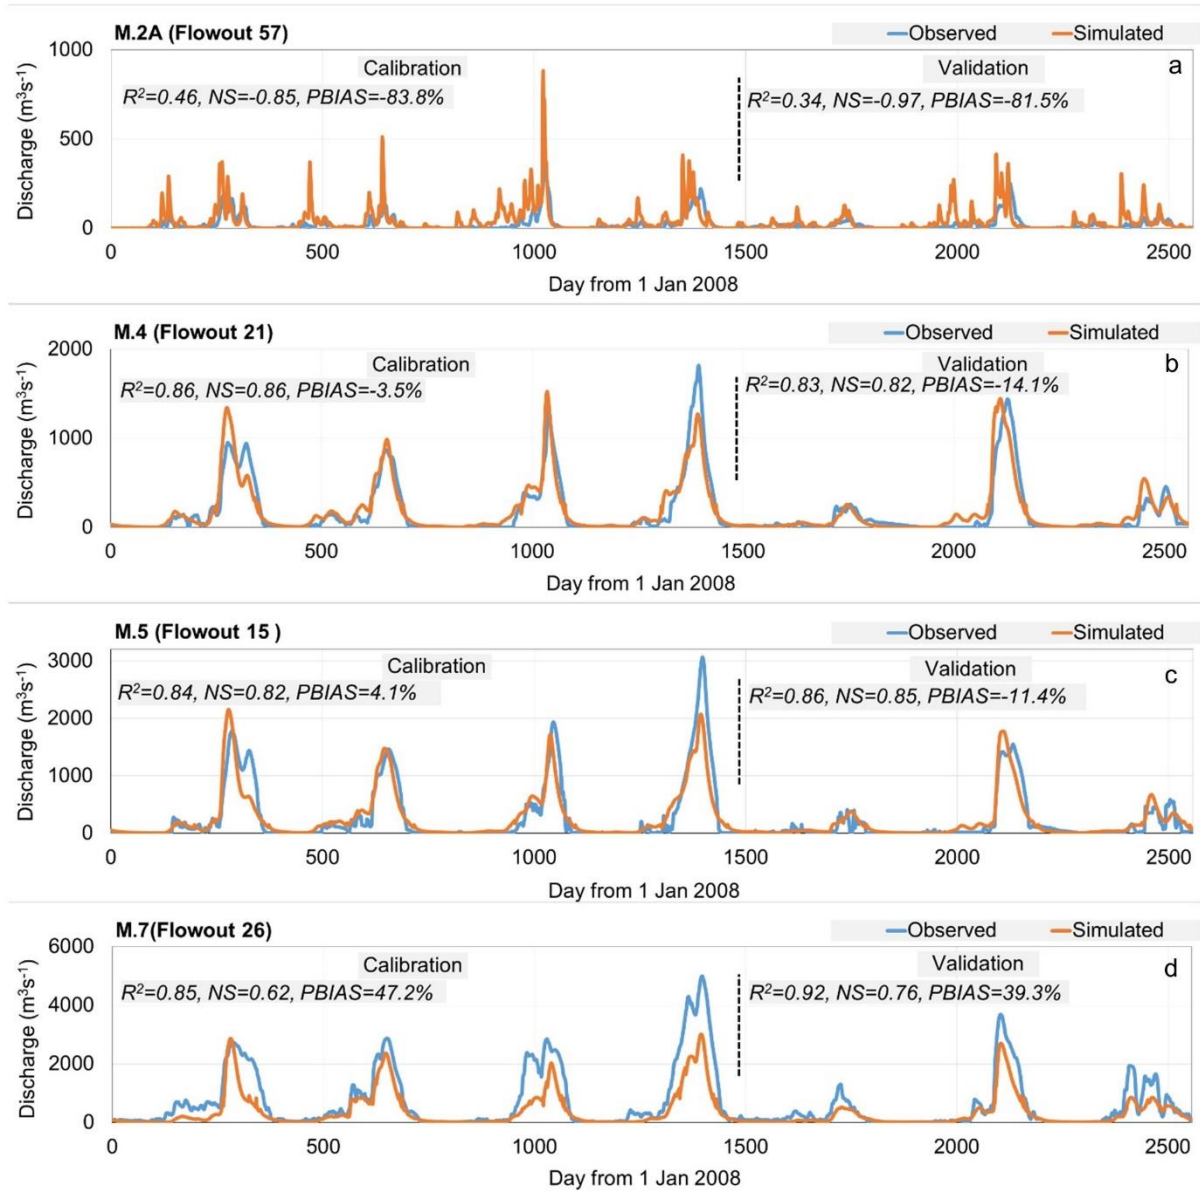 M.2A (Flowout 57)
Observed Simulated
1000
500
0
Discharge (m³s⁻¹)
Calibration
R²=0.46, NS=-0.85, PBIAS=-83.8%
Validation
R²=0.34, NS=-0.97, PBIAS=-81.5%
a
0 500 1000 1500 2000 2500
Day from 1 Jan 2008
M.4 (Flowout 21)
Observed Simulated
2000
1000
0
Discharge (m³s⁻¹)
Calibration
R²=0.86, NS=0.86, PBIAS=-3.5%
Validation
R²=0.83, NS=0.82, PBIAS=-14.1%
b
0 500 1000 1500 2000 2500
Day from 1 Jan 2008
M.5 (Flowout 15 )
Observed Simulated
3000
2000
1000
0
Discharge (m³s⁻¹)
Calibration
R²=0.84, NS=0.82, PBIAS=4.1%
Validation
R²=0.86, NS=0.85, PBIAS=-11.4%
c
0 500 1000 1500 2000 2500
Day from 1 Jan 2008
M.7(Flowout 26)
Observed Simulated
6000
4000
2000
0
Discharge (m³s⁻¹)
Calibration
R²=0.85, NS=0.62, PBIAS=47.2%
Validation
R²=0.92, NS=0.76, PBIAS=39.3%
d
0 500 1000 1500 2000 2500
Day from 1 Jan 2008